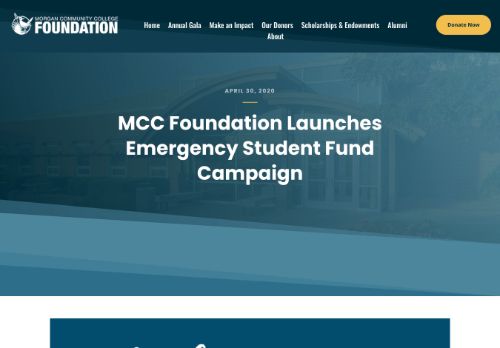 MORGAN COMMUNITY COLLEGE
FOUNDATION
Home Annual Gala Make an Impact Our Donors Scholarships & Endowments Alumni
About
Donate Now
APRIL 30, 2020
MCC Foundation Launches
Emergency Student Fund
Campaign